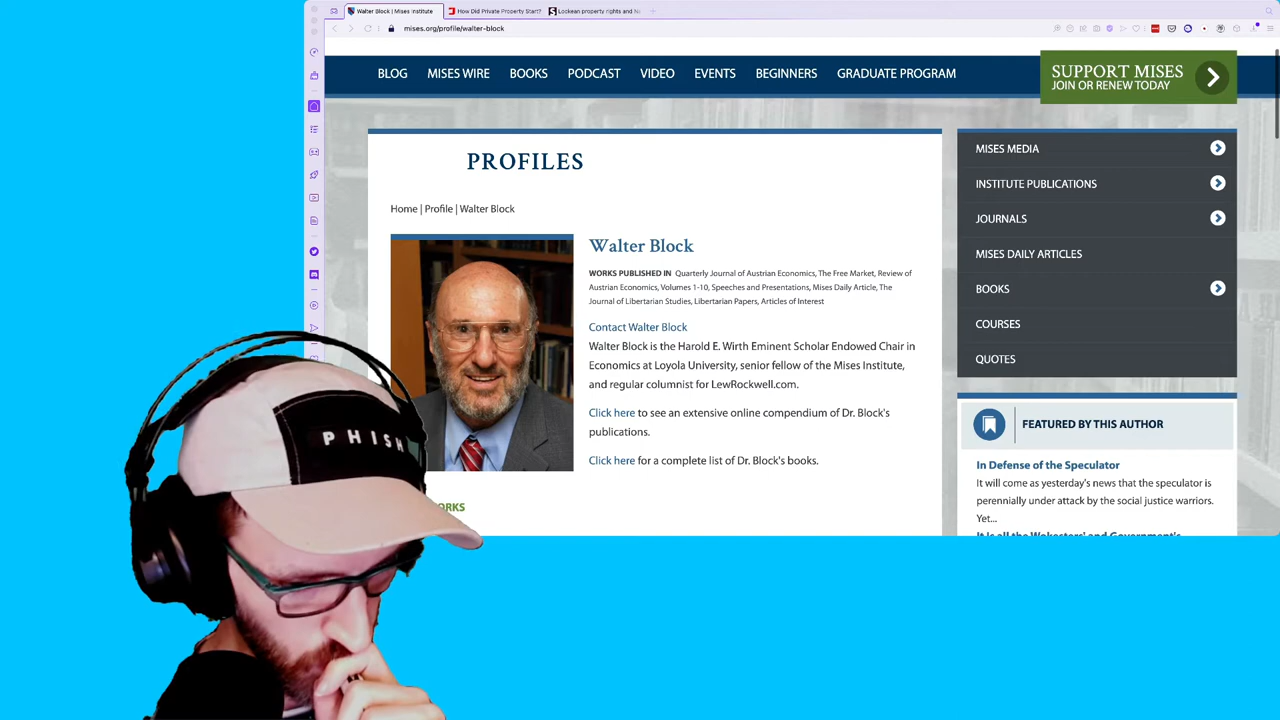 Walter Block | Mises Institute
How Did Private Property Start?
Lockean property rights and
mises.org/profile/walter-block
BLOG MISES WIRE BOOKS PODCAST VIDEO EVENTS BEGINNERS GRADUATE PROGRAM
SUPPORT MISES
JOIN OR RENEW TODAY
PROFILES
Home | Profile | Walter Block
Walter Block
WORKS PUBLISHED IN Quarterly Journal of Austrian Economics, The Free Market, Review of
Austrian Economics, Volumes 1-10, Speeches and Presentations, Mises Daily Article, The
Journal of Libertarian Studies, Libertarian Papers, Articles of Interest
Contact Walter Block
Walter Block is the Harold E. Wirth Eminent Scholar Endowed Chair in
Economics at Loyola University, senior fellow of the Mises Institute,
and regular columnist for LewRockwell.com.
Click here to see an extensive online compendium of Dr. Block's
publications.
Click here for a complete list of Dr. Block's books.
ORKS
MISES MEDIA
INSTITUTE PUBLICATIONS
JOURNALS
MISES DAILY ARTICLES
BOOKS
COURSES
QUOTES
FEATURED BY THIS AUTHOR
In Defense of the Speculator
It will come as yesterday's news that the speculator is
perennially under attack by the social justice warriors.
Yet...
It Is all the Wokesters' and Government's
PHISH